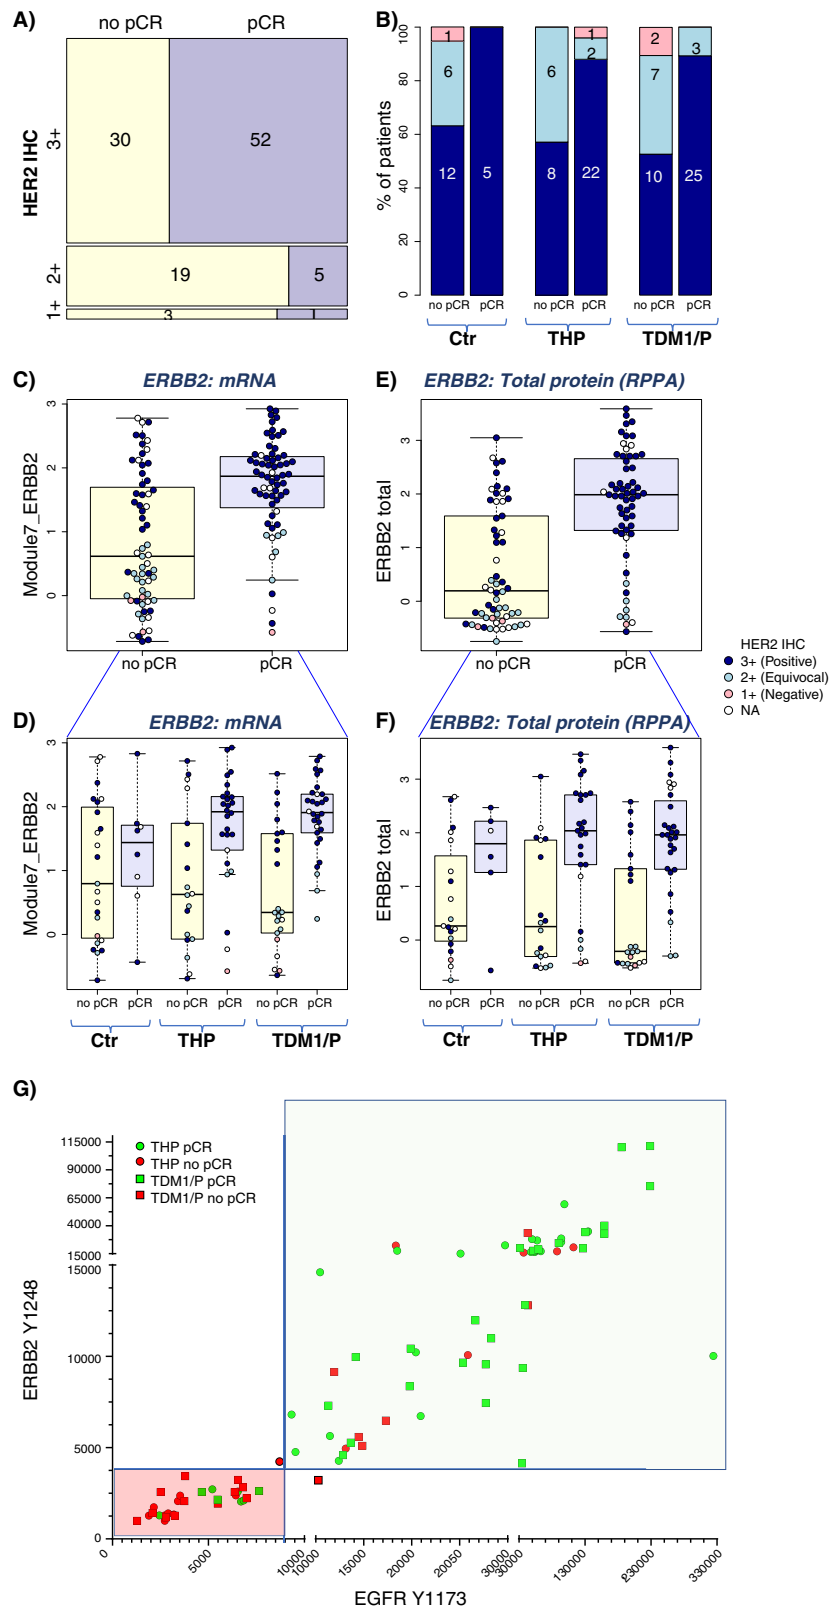 A)
no pCR pCR
HER2 IHC
3+
30 52
2+
19 5
1+
3 1
B)
% of patients
100
80
60
40
20
0
1
6
12
5
6
8
1
2
22
2
7
10
3
25
no pCR pCR no pCR pCR no pCR pCR
Ctr THP TDM1/P
C)
ERBB2: mRNA
Module7_ERBB2
3
2
1
0
no pCR pCR
E)
ERBB2: Total protein (RPPA)
ERBB2 total
3
2
1
0
no pCR pCR
HER2 IHC
3+ (Positive)
2+ (Equivocal)
1+ (Negative)
NA
D)
ERBB2: mRNA
Module7_ERBB2
3
2
1
0
no pCR pCR no pCR pCR no pCR pCR
Ctr THP TDM1/P
F)
ERBB2: Total protein (RPPA)
ERBB2 total
3
2
1
0
no pCR pCR no pCR pCR no pCR pCR
Ctr THP TDM1/P
G)
THP pCR
THP no pCR
TDM1/P pCR
TDM1/P no pCR
ERBB2 Y1248
115000
90000
65000
40000
15000
15000
10000
5000
0
0 5000 10000 10000 15000 20000 20050 30000 30000 130000 230000 330000
EGFR Y1173